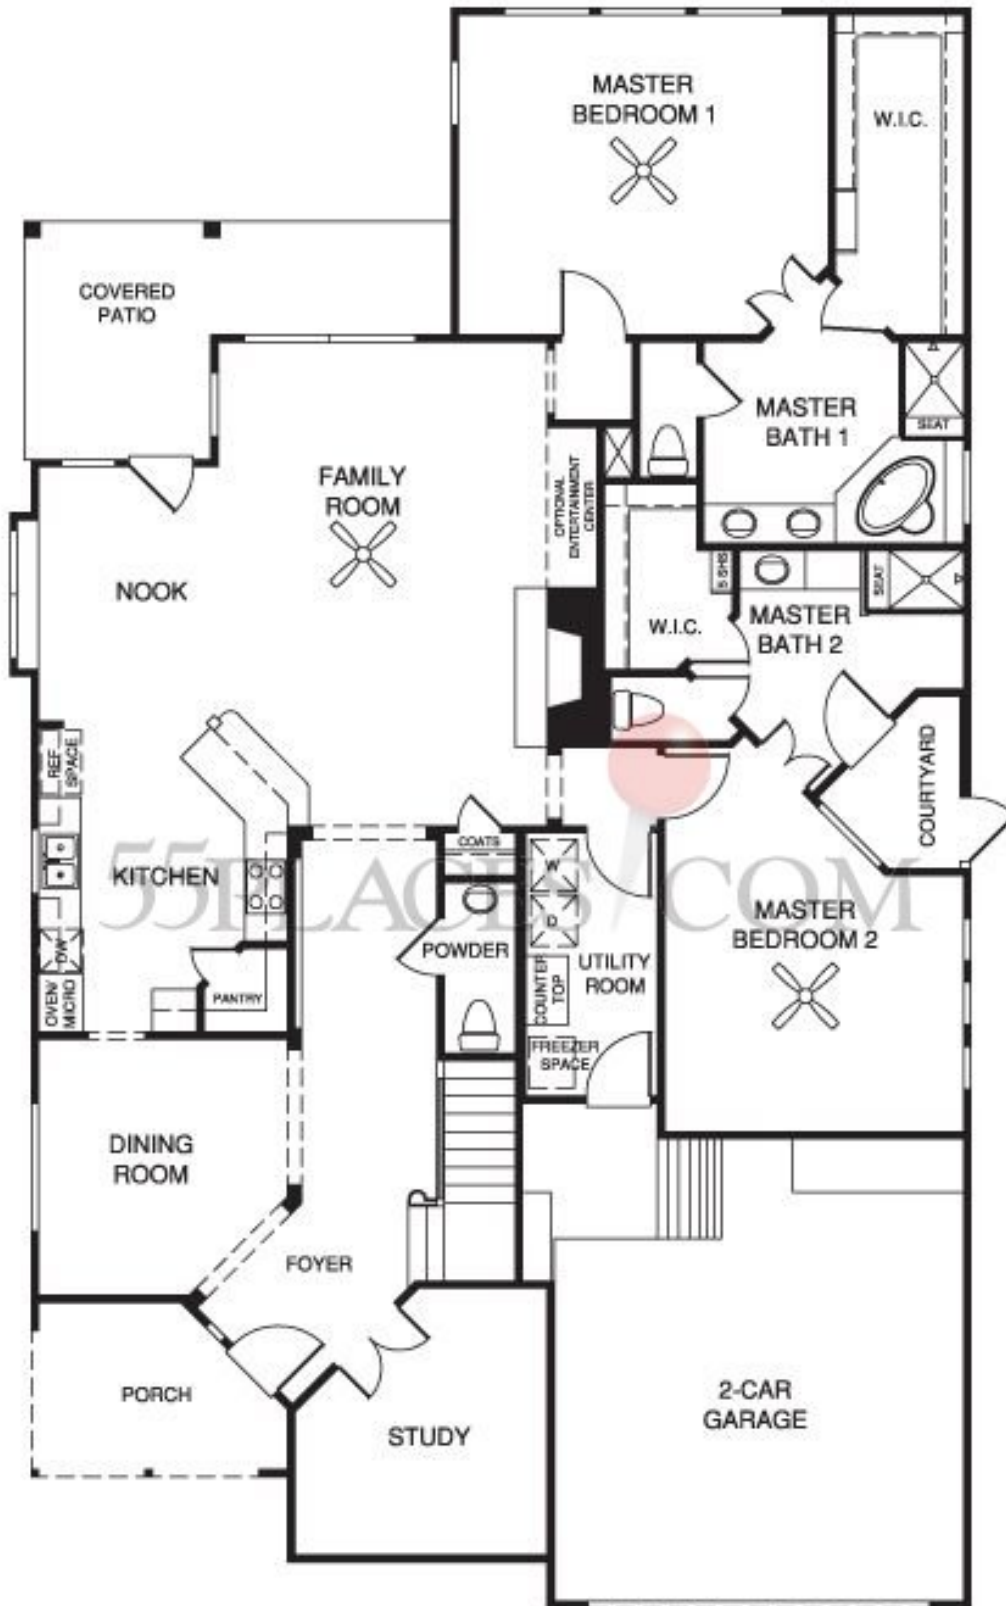 MASTER
BEDROOM 1
W.I.C.
COVERED
PATIO
MASTER
BATH 1
SEAT
FAMILY
ROOM
OPTIONAL
ENTERTAINMENT
CENTER
NOOK
5 SHS
SEAT
W.I.C.
MASTER
BATH 2
REF
SPACE
COURTYARD
COATS
55PLACES.COM
KITCHEN
W
D
MASTER
BEDROOM 2
POWDER
UTILITY
ROOM
COUNTER
TOP
DW
OVEN/
MICRO
PANTRY
FREEZER
SPACE
DINING
ROOM
FOYER
PORCH
STUDY
2-CAR
GARAGE